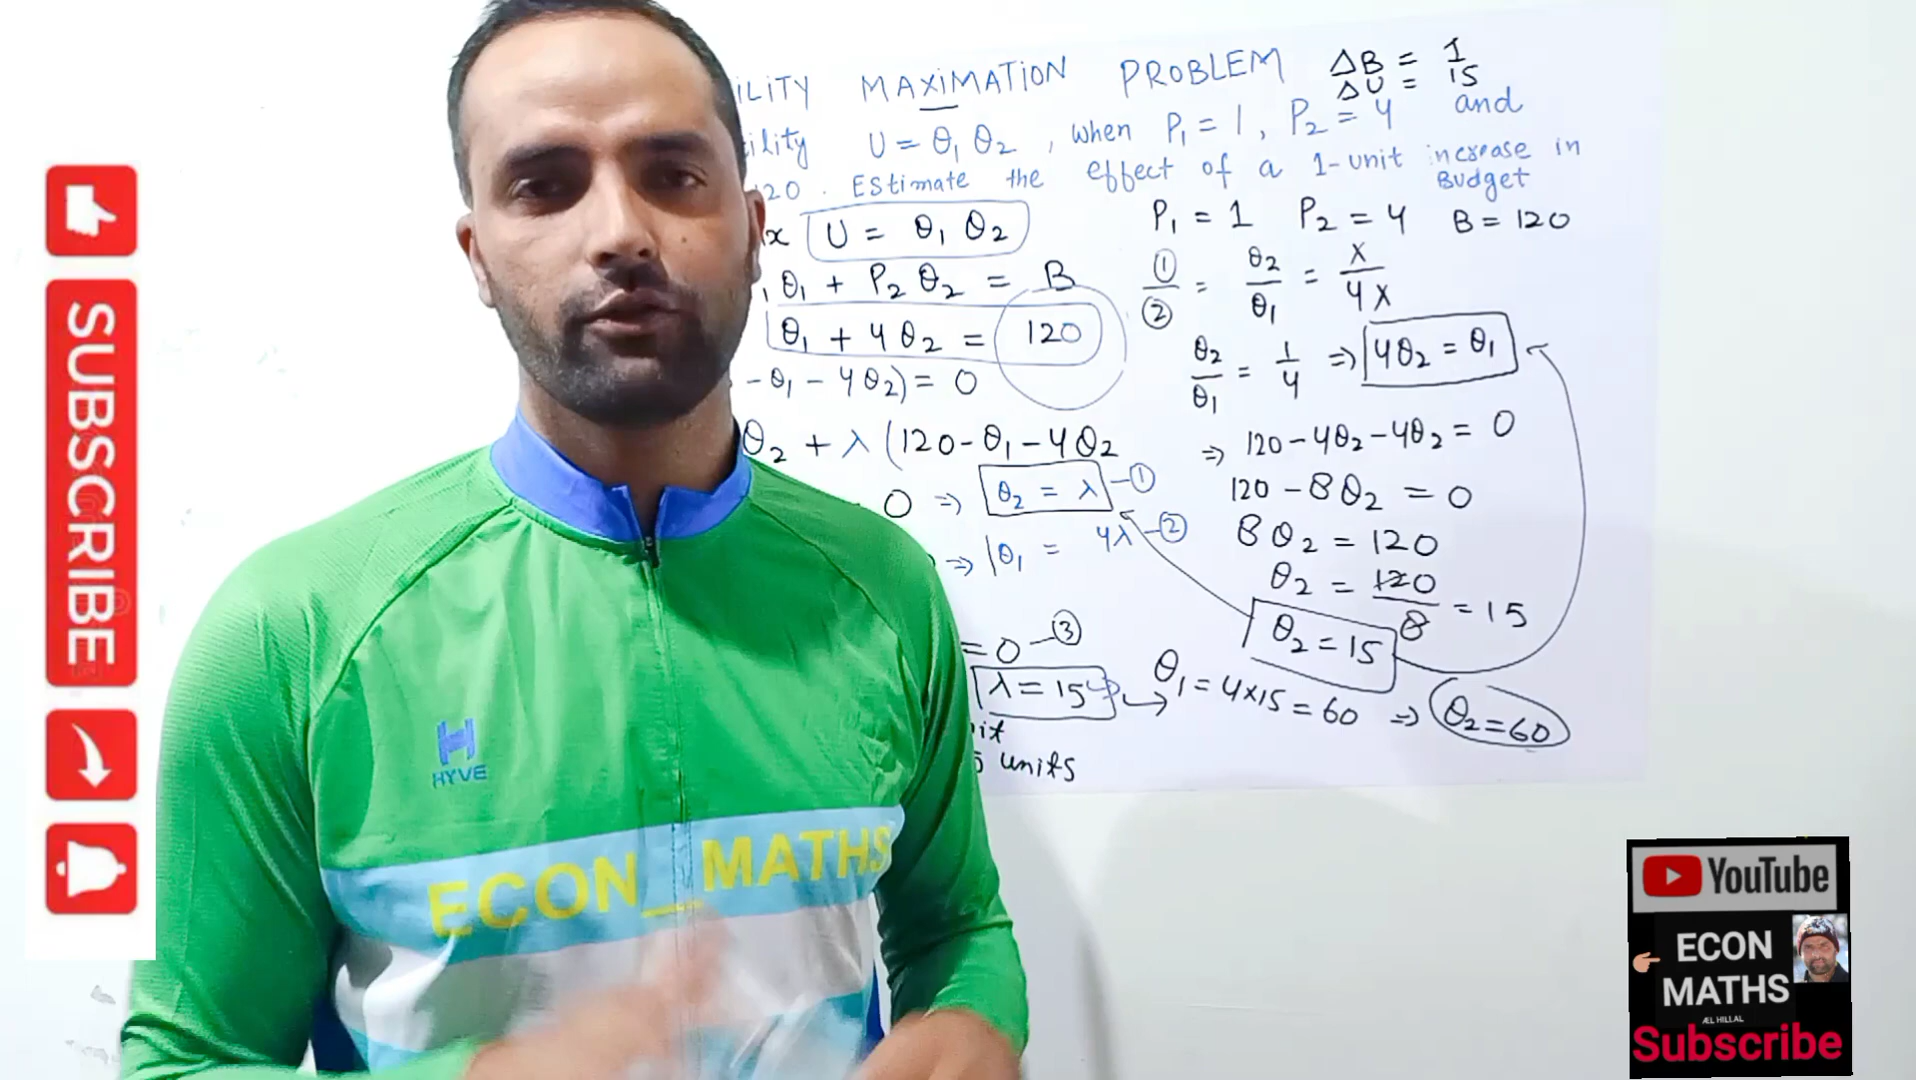 ILITY MAXIMATION PROBLEM
ΔB = 1
ΔU = 15
ility U = θ₁ θ₂ , when P₁ = 1, P₂ = 4 and
120. Estimate the effect of a 1-unit increase in
Budget
x U = θ₁ θ₂
₁ θ₁ + P₂ θ₂ = B
θ₁ + 4θ₂ = 120
- θ₁ - 4θ₂) = 0
θ₂ + λ (120 - θ₁ - 4θ₂
0 ⇒ θ₂ = λ —①
⇒ θ₁ = 4λ —②
= 0 —③
λ = 15
it
units
P₁ = 1 P₂ = 4 B = 120
①/② = θ₂/θ₁ = λ/4λ
θ₂/θ₁ = 1/4 ⇒ 4θ₂ = θ₁
⇒ 120 - 4θ₂ - 4θ₂ = 0
120 - 8θ₂ = 0
8θ₂ = 120
θ₂ = 120/8 = 15
θ₂ = 15
θ₁ = 4×15 = 60 ⇒ θ₂ = 60
SUBSCRIBE
H
HYVE
ECON_MATHS
YouTube
ECON
MATHS
ÆL HILLAL
Subscribe